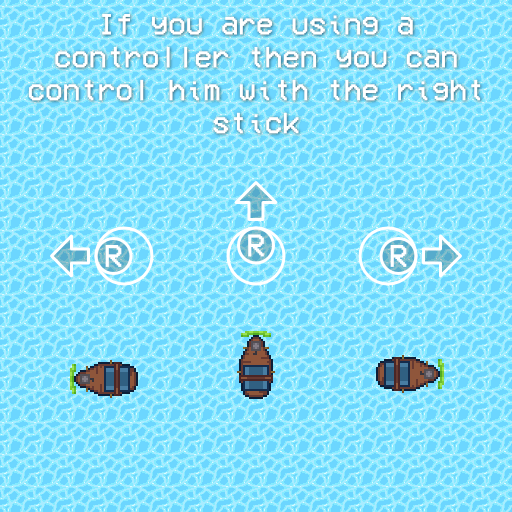 If you are using a
controller then you can
control him with the right
stick
R
R
R